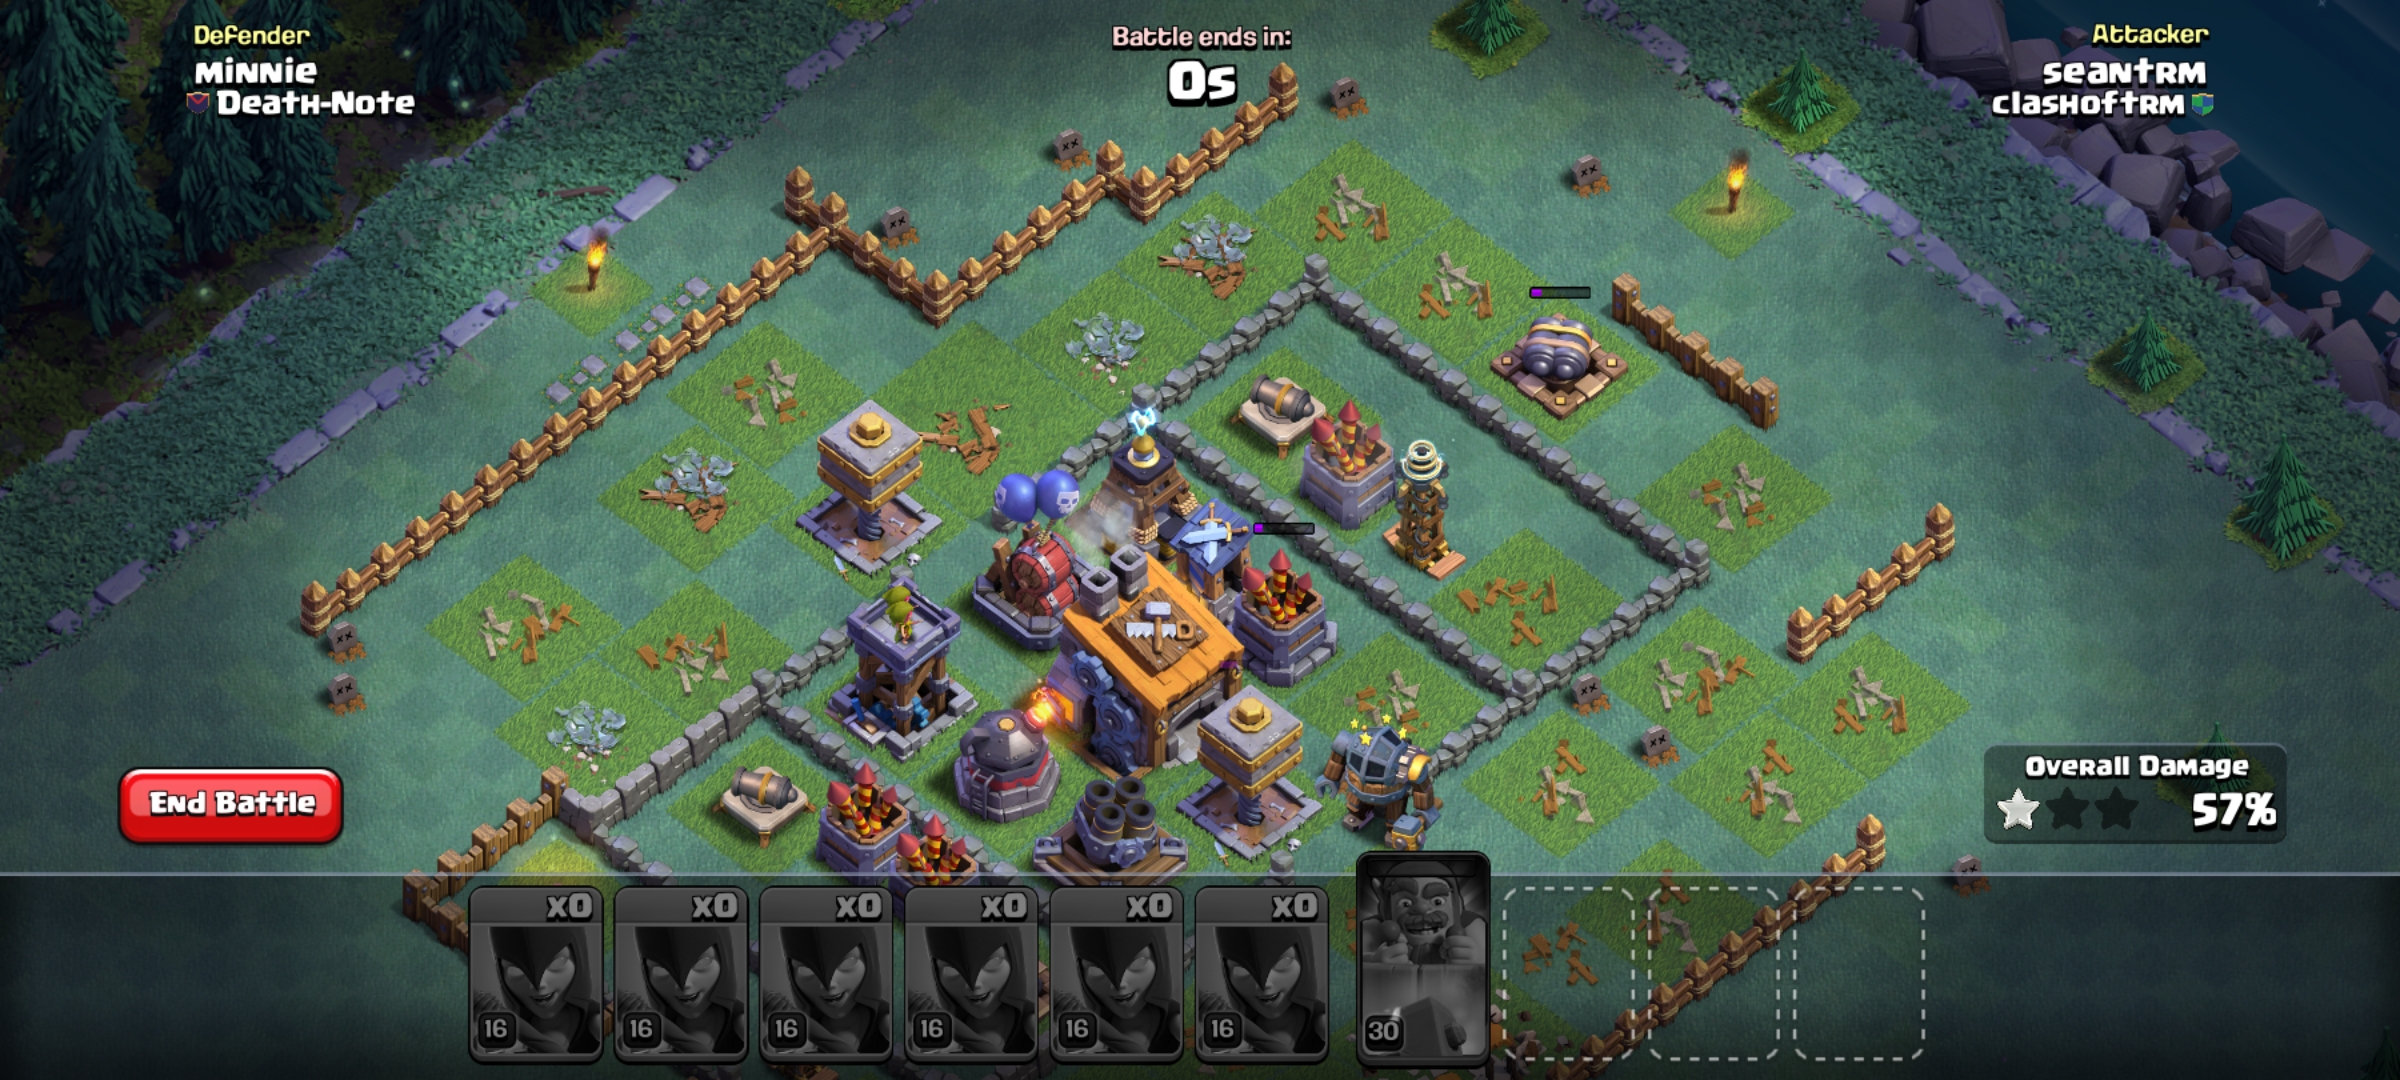 Defender
MiNNie
DeatH-Note
Battle ends in:
0s
Attacker
seantRM
clasHoftRM
End Battle
Overall Damage
57%
x0
x0
x0
x0
x0
x0
16
16
16
16
16
16
30